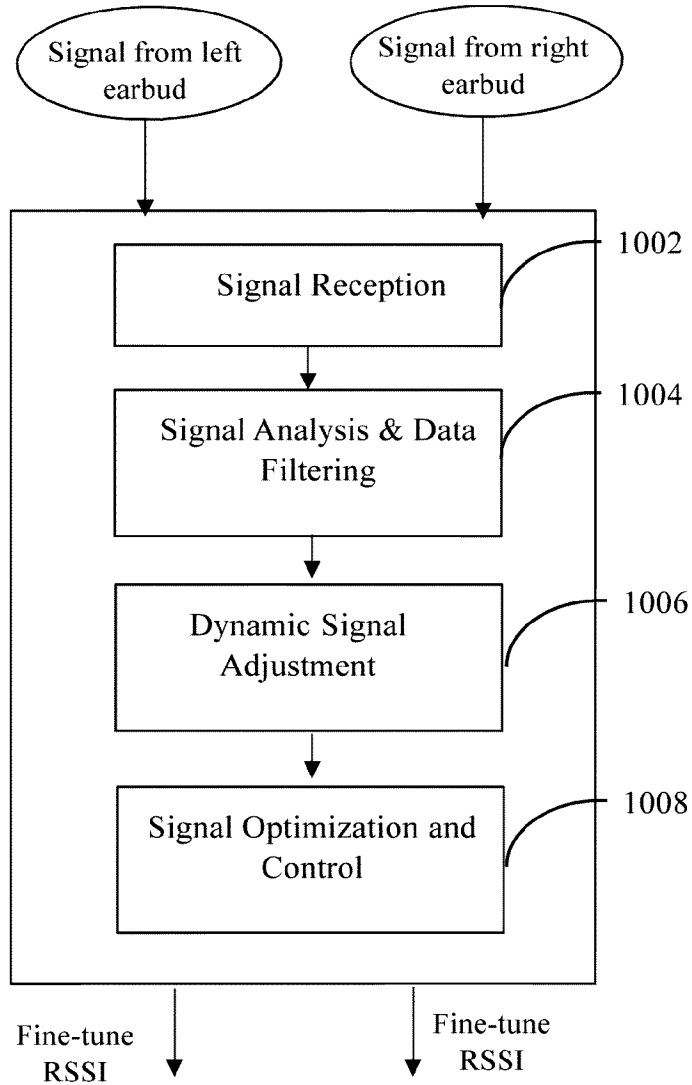 Signal from left
earbud
Signal from right
earbud
1002
Signal Reception
1004
Signal Analysis & Data
Filtering
1006
Dynamic Signal
Adjustment
1008
Signal Optimization and
Control
Fine-tune
RSSI
Fine-tune
RSSI